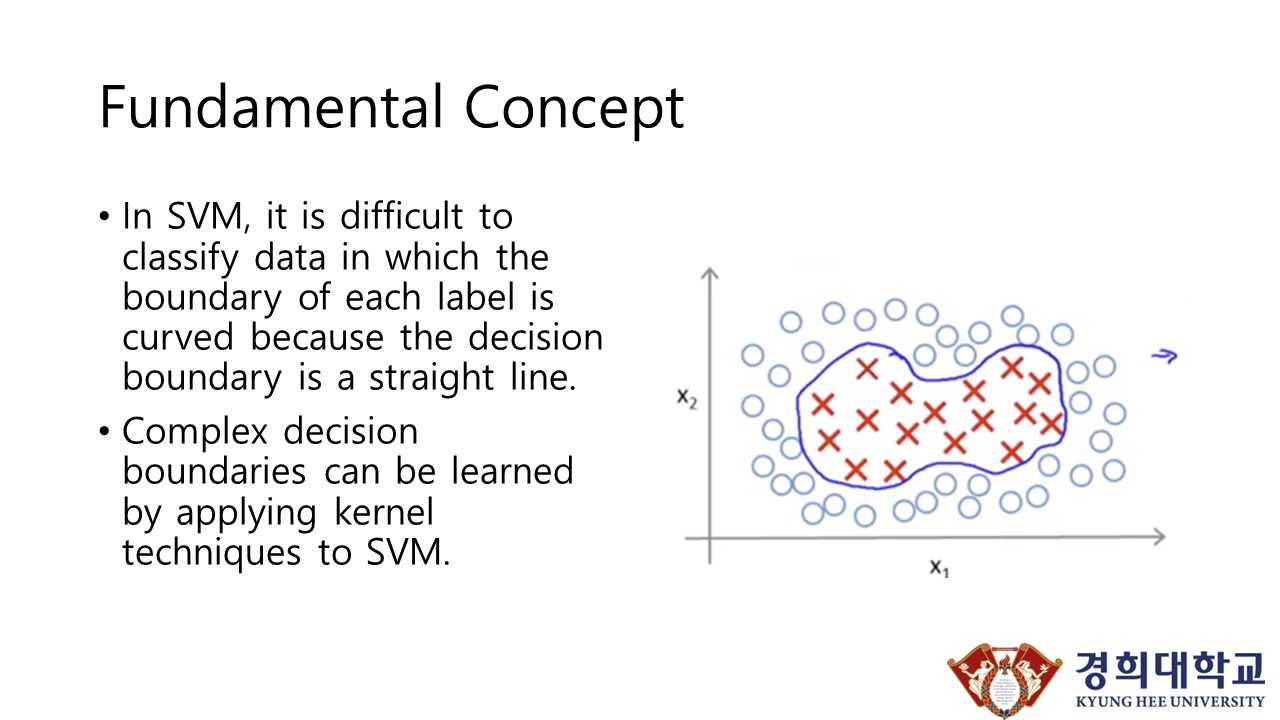 Fundamental Concept
• In SVM, it is difficult to
classify data in which the
boundary of each label is
curved because the decision
boundary is a straight line.
• Complex decision
boundaries can be learned
by applying kernel
techniques to SVM.
x₂
x₁
경희대학교
KYUNG HEE UNIVERSITY